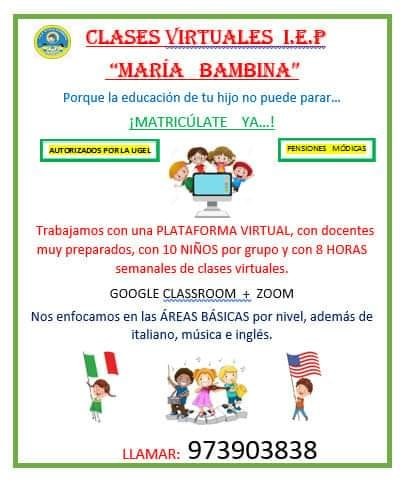 CLASES VIRTUALES I.E.P
“MARÍA BAMBINA”
Porque la educación de tu hijo no puede parar…
¡MATRICÚLATE YA…!
AUTORIZADOS POR LA UGEL
PENSIONES MÓDICAS
Trabajamos con una PLATAFORMA VIRTUAL, con docentes
muy preparados, con 10 NIÑOS por grupo y con 8 HORAS
semanales de clases virtuales.
GOOGLE CLASSROOM + ZOOM
Nos enfocamos en las ÁREAS BÁSICAS por nivel, además de
italiano, música e inglés.
LLAMAR: 973903838